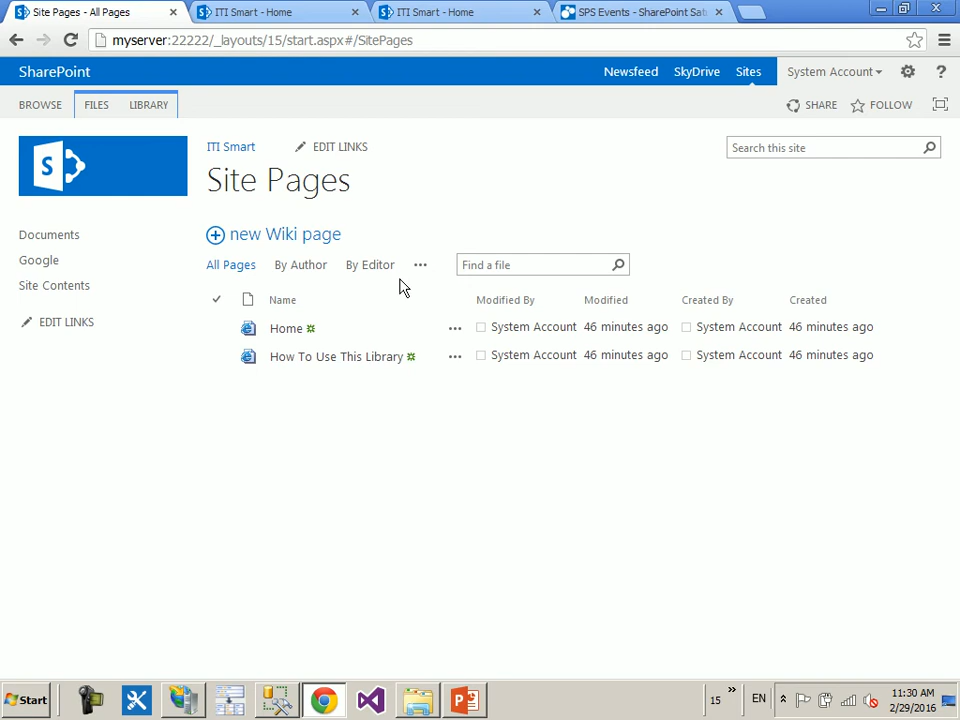 Site Pages - All Pages
ITI Smart - Home
ITI Smart - Home
SPS Events - SharePoint Sat
myserver:22222/_layouts/15/start.aspx#/SitePages
SharePoint
Newsfeed SkyDrive Sites System Account ?
BROWSE FILES LIBRARY SHARE FOLLOW
S
ITI Smart EDIT LINKS Search this site
Site Pages
Documents
Google
Site Contents
EDIT LINKS
new Wiki page
All Pages By Author By Editor ••• Find a file
Name Modified By Modified Created By Created
Home ••• System Account 46 minutes ago System Account 46 minutes ago
How To Use This Library ••• System Account 46 minutes ago System Account 46 minutes ago
Start 15 » EN 11:30 AM
2/29/2016